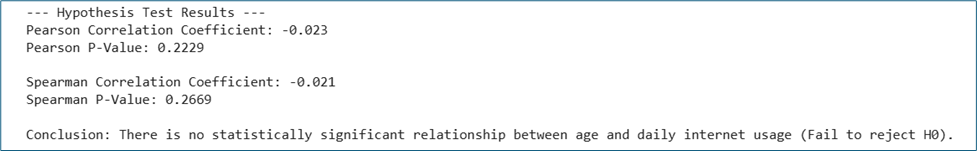 --- Hypothesis Test Results ---
Pearson Correlation Coefficient: -0.023
Pearson P-Value: 0.2229
Spearman Correlation Coefficient: -0.021
Spearman P-Value: 0.2669
Conclusion: There is no statistically significant relationship between age and daily internet usage (Fail to reject H0).